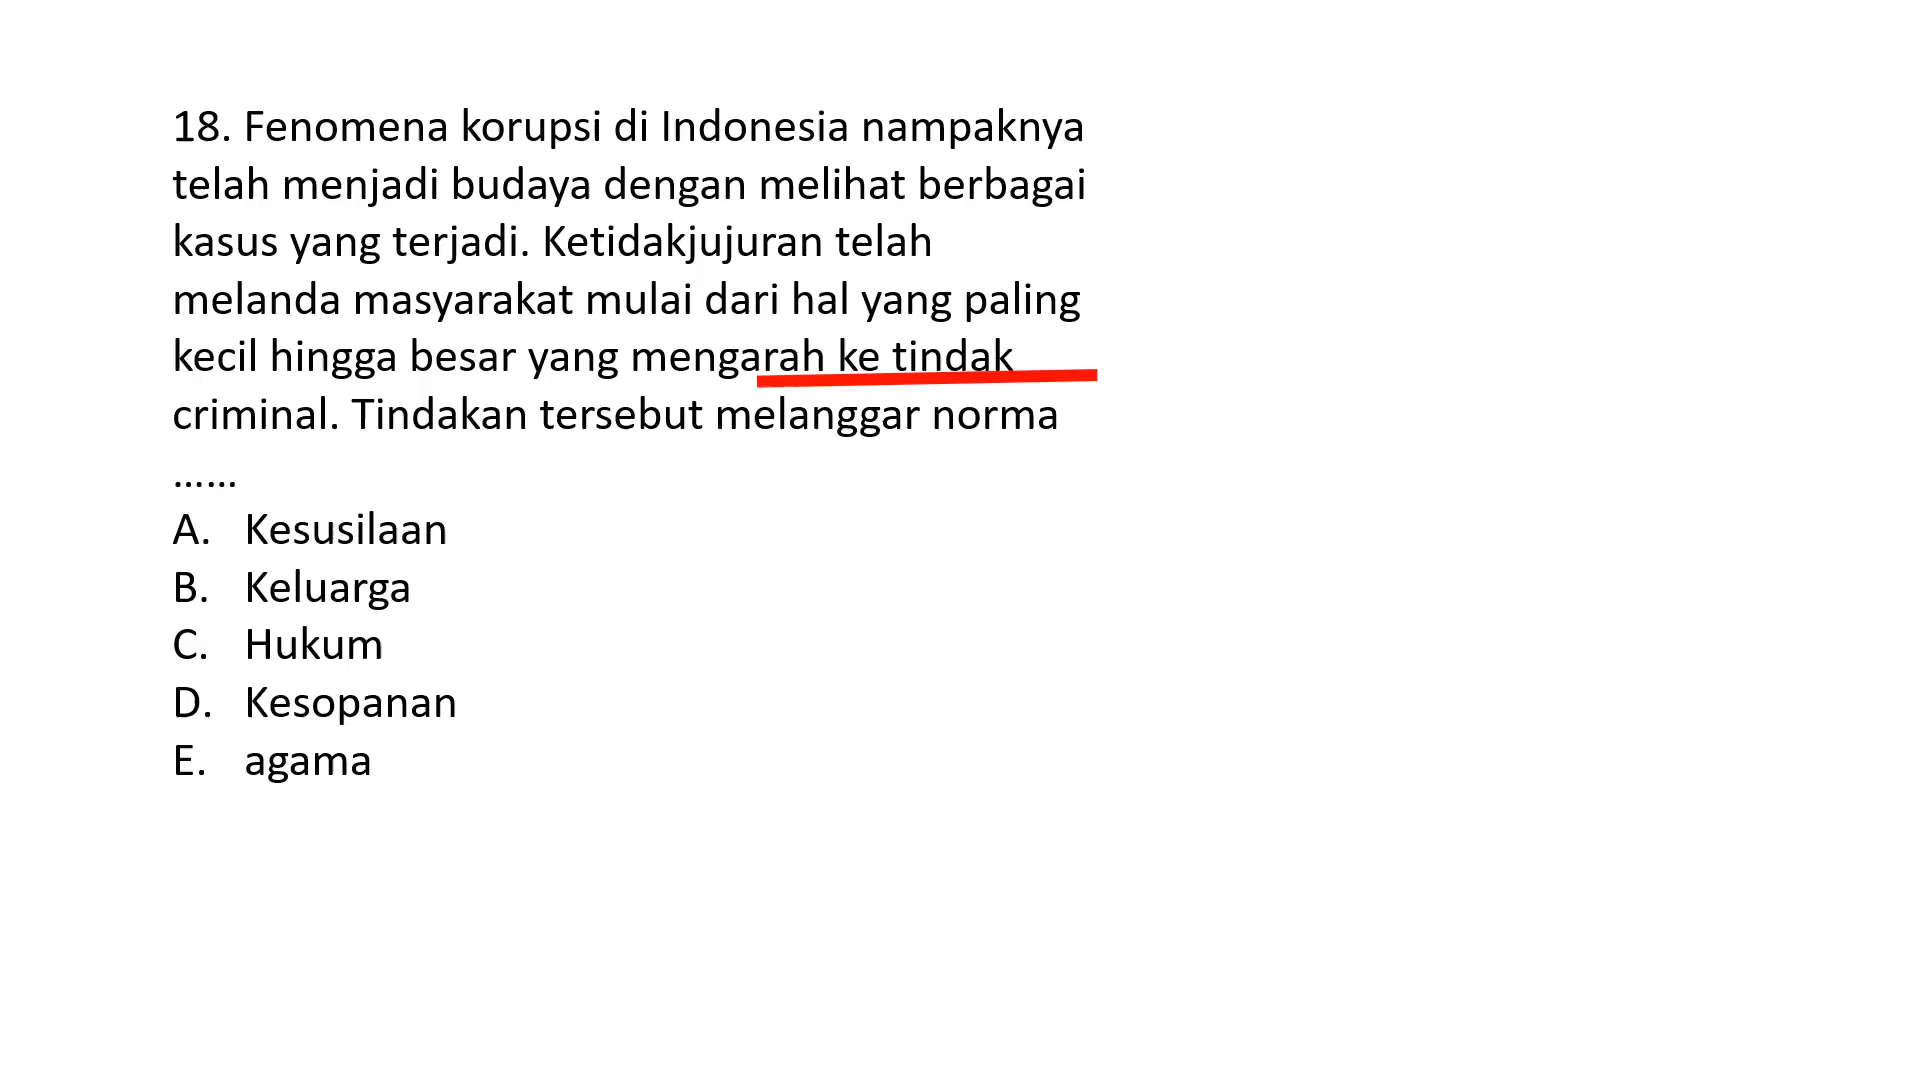 18. Fenomena korupsi di Indonesia nampaknya
telah menjadi budaya dengan melihat berbagai
kasus yang terjadi. Ketidakjujuran telah
melanda masyarakat mulai dari hal yang paling
kecil hingga besar yang mengarah ke tindak
criminal. Tindakan tersebut melanggar norma
……
A. Kesusilaan
B. Keluarga
C. Hukum
D. Kesopanan
E. agama